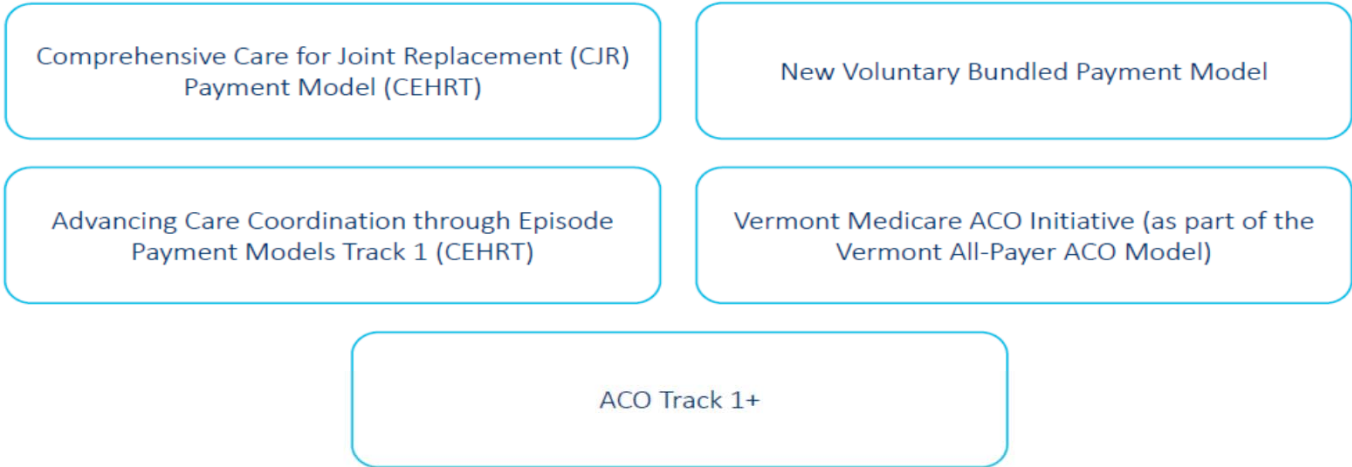 Comprehensive Care for Joint Replacement (CJR)
Payment Model (CEHRT)
New Voluntary Bundled Payment Model
Advancing Care Coordination through Episode
Payment Models Track 1 (CEHRT)
Vermont Medicare ACO Initiative (as part of the
Vermont All-Payer ACO Model)
ACO Track 1+